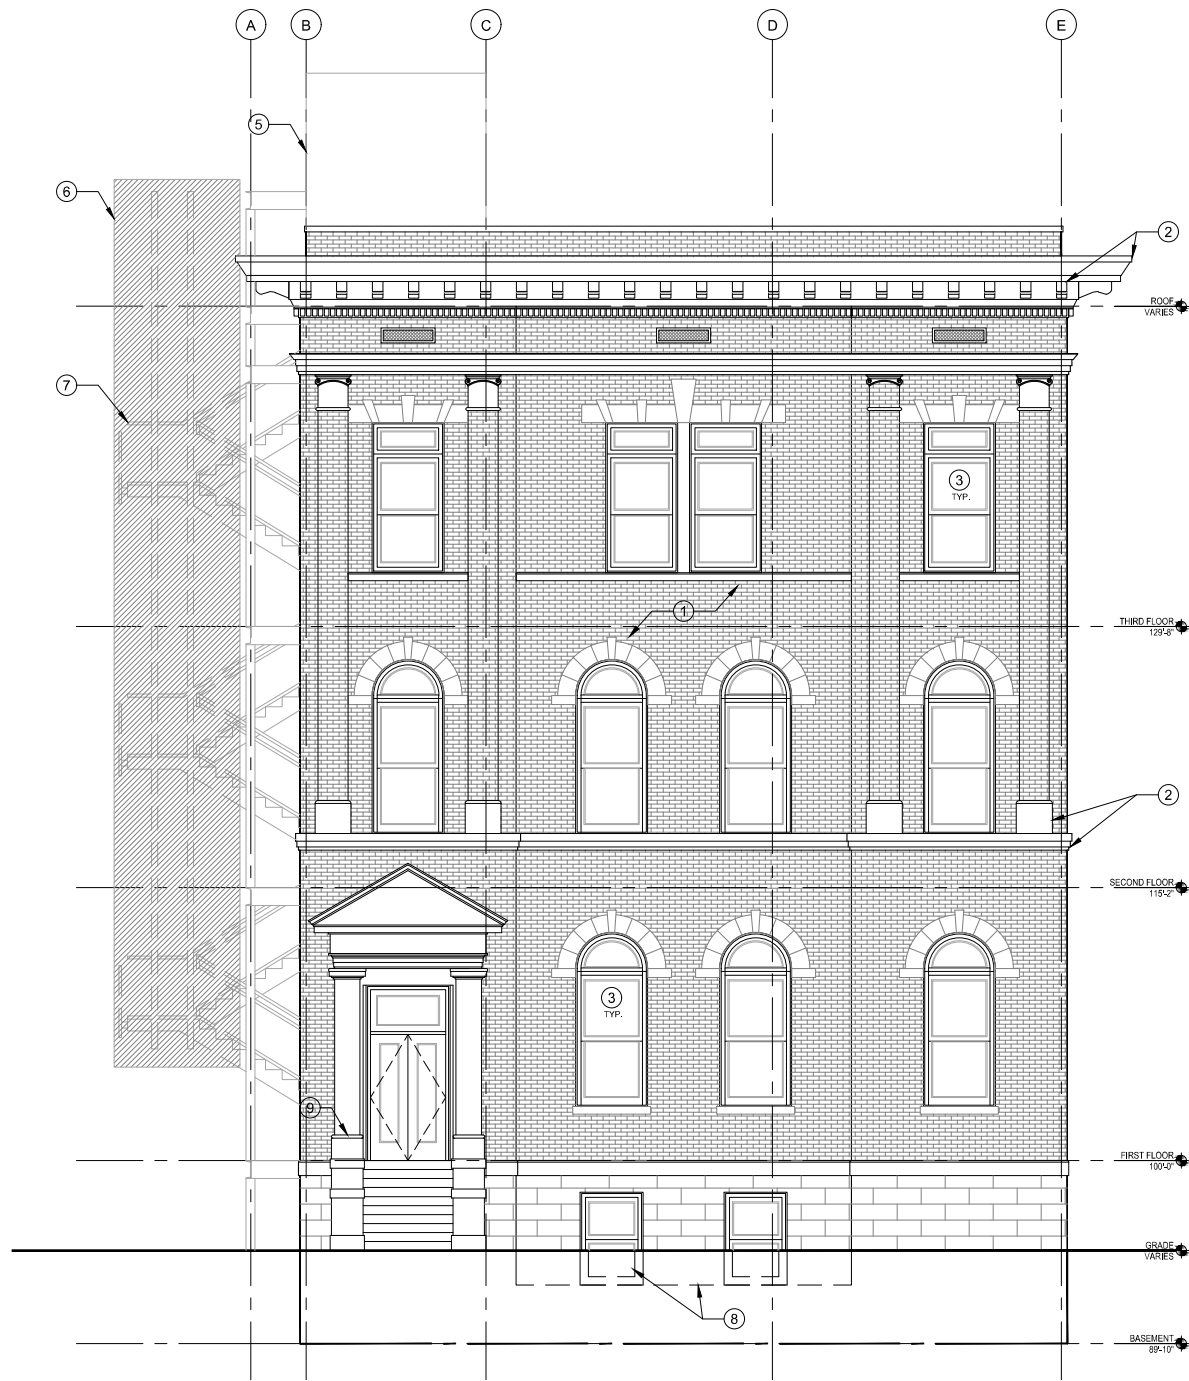 A
B
C
D
E
5
6
2
ROOF
VARIES
7
3
TYP.
1
THIRD FLOOR
129'-8"
2
SECOND FLOOR
115'-2"
3
TYP.
9
FIRST FLOOR
100'-0"
GRADE
VARIES
8
BASEMENT
89'-10"